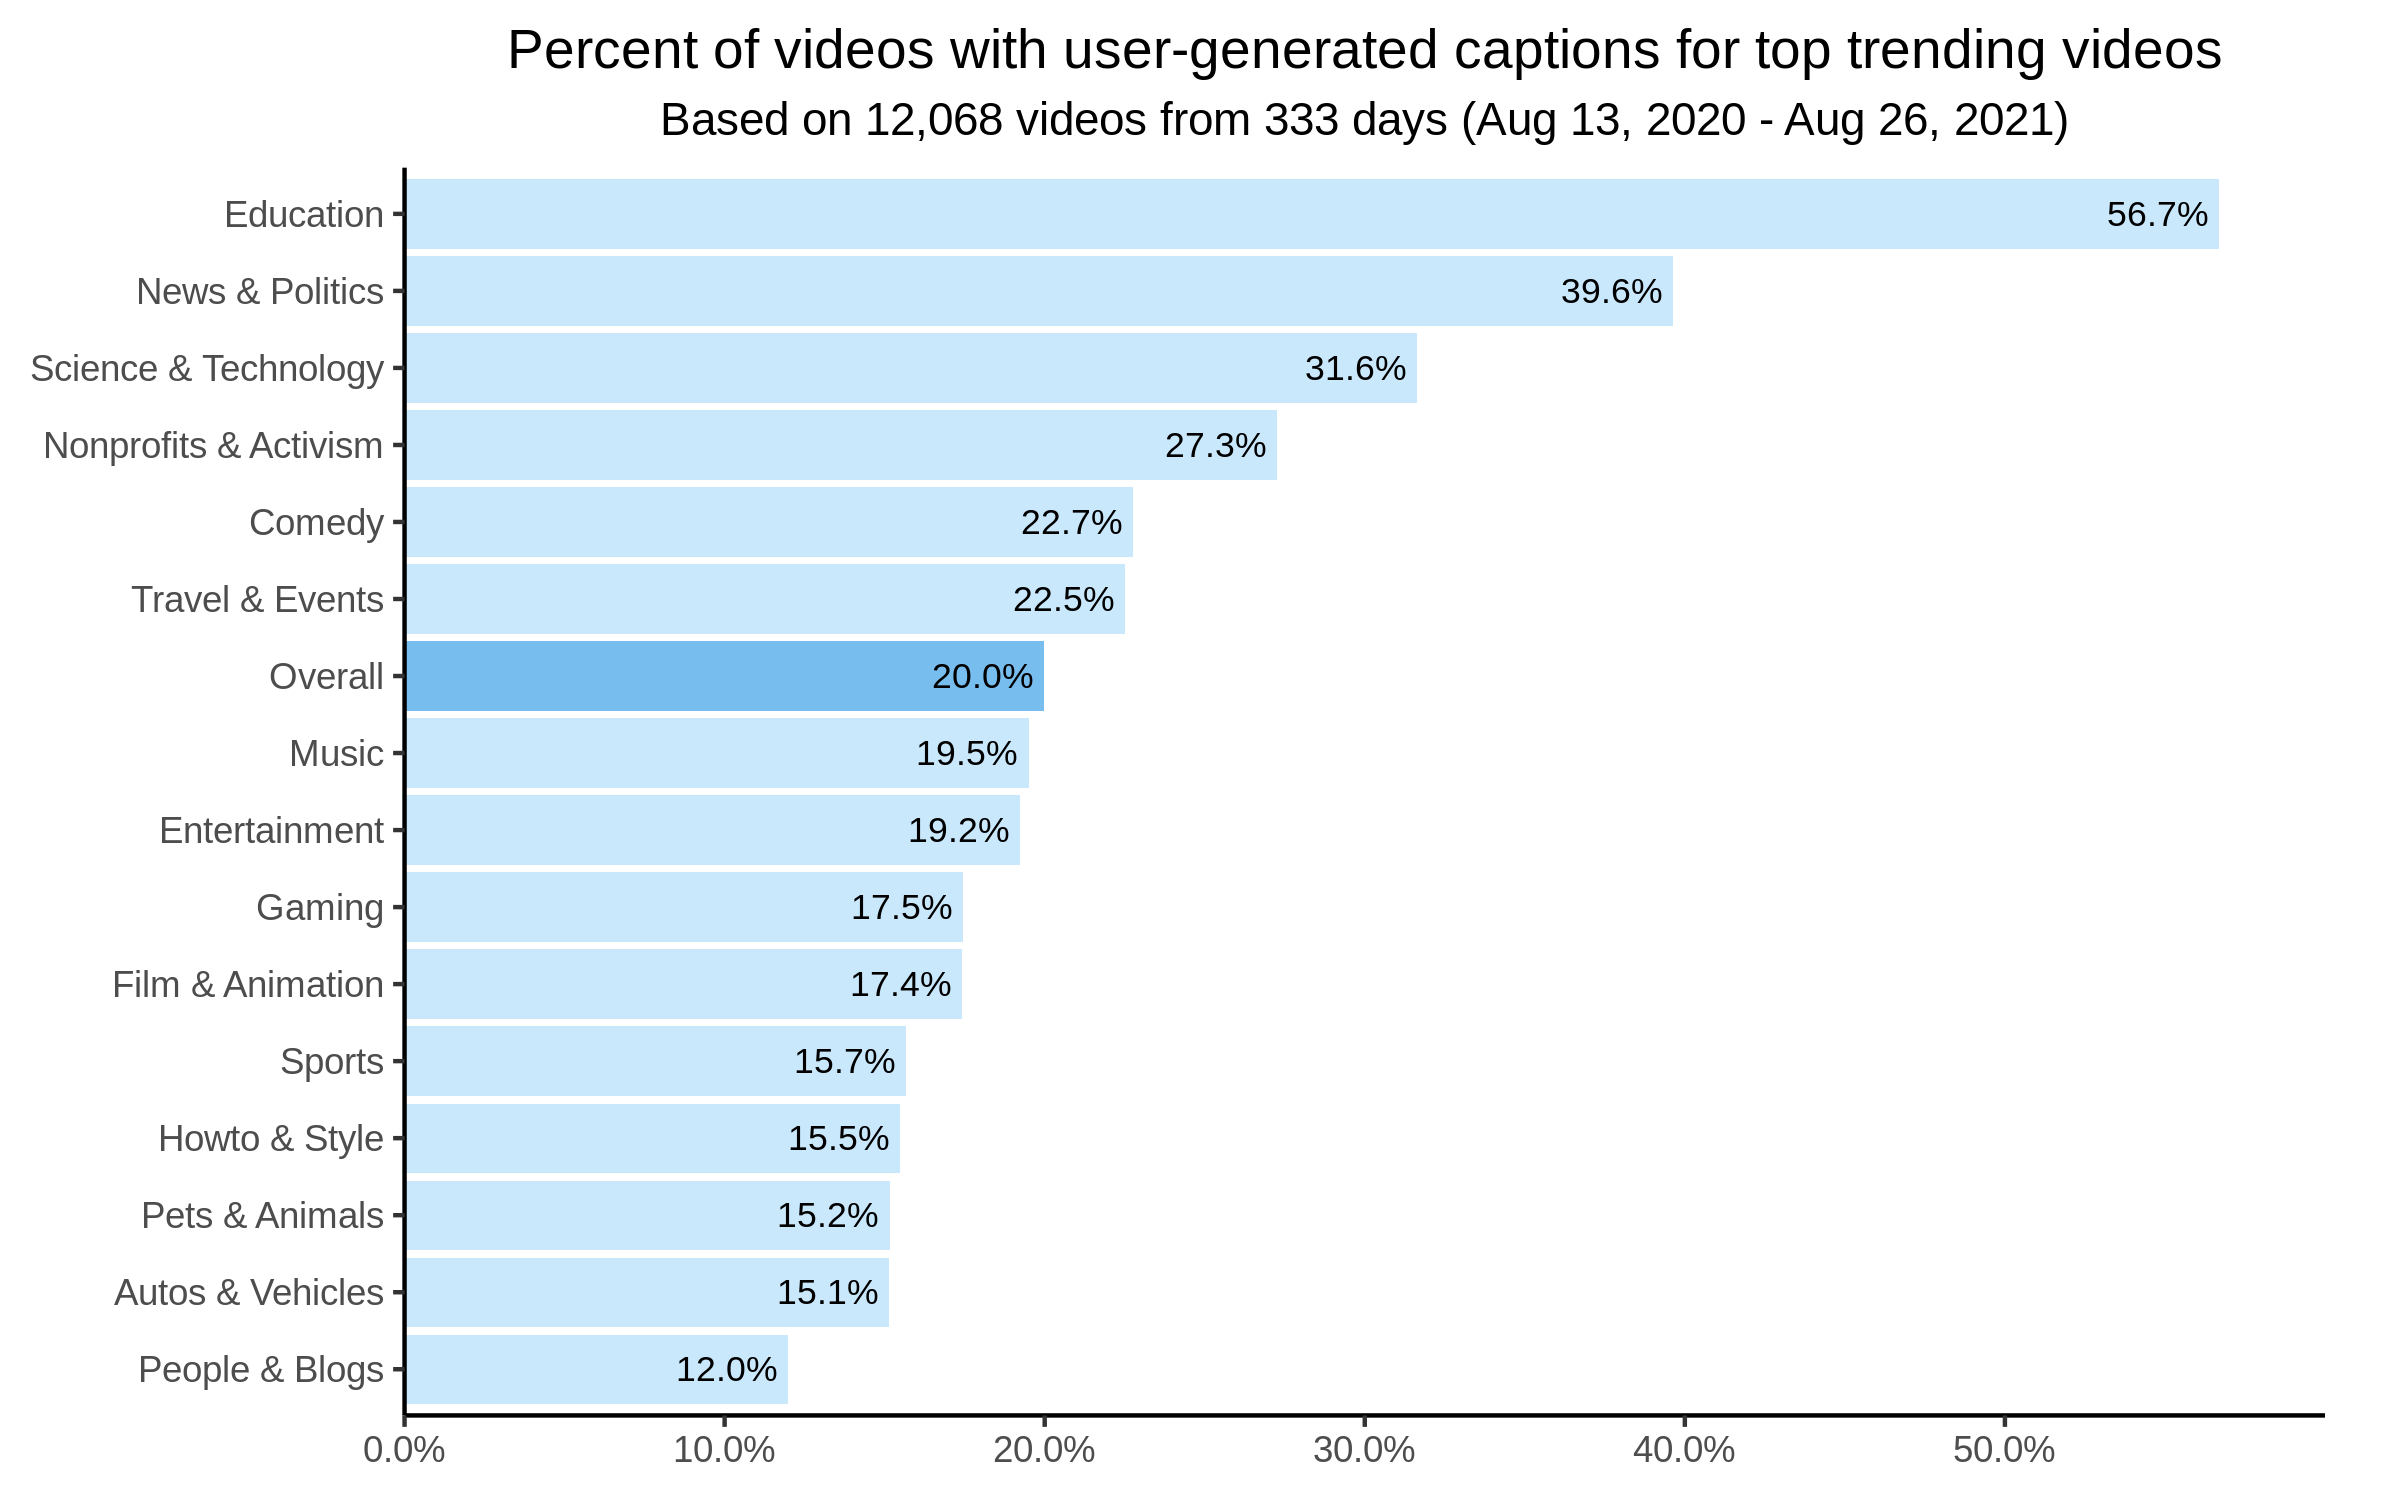 Percent of videos with user-generated captions for top trending videos
Based on 12,068 videos from 333 days (Aug 13, 2020 - Aug 26, 2021)
Education 56.7%
News & Politics 39.6%
Science & Technology 31.6%
Nonprofits & Activism 27.3%
Comedy 22.7%
Travel & Events 22.5%
Overall 20.0%
Music 19.5%
Entertainment 19.2%
Gaming 17.5%
Film & Animation 17.4%
Sports 15.7%
Howto & Style 15.5%
Pets & Animals 15.2%
Autos & Vehicles 15.1%
People & Blogs 12.0%
0.0% 10.0% 20.0% 30.0% 40.0% 50.0%